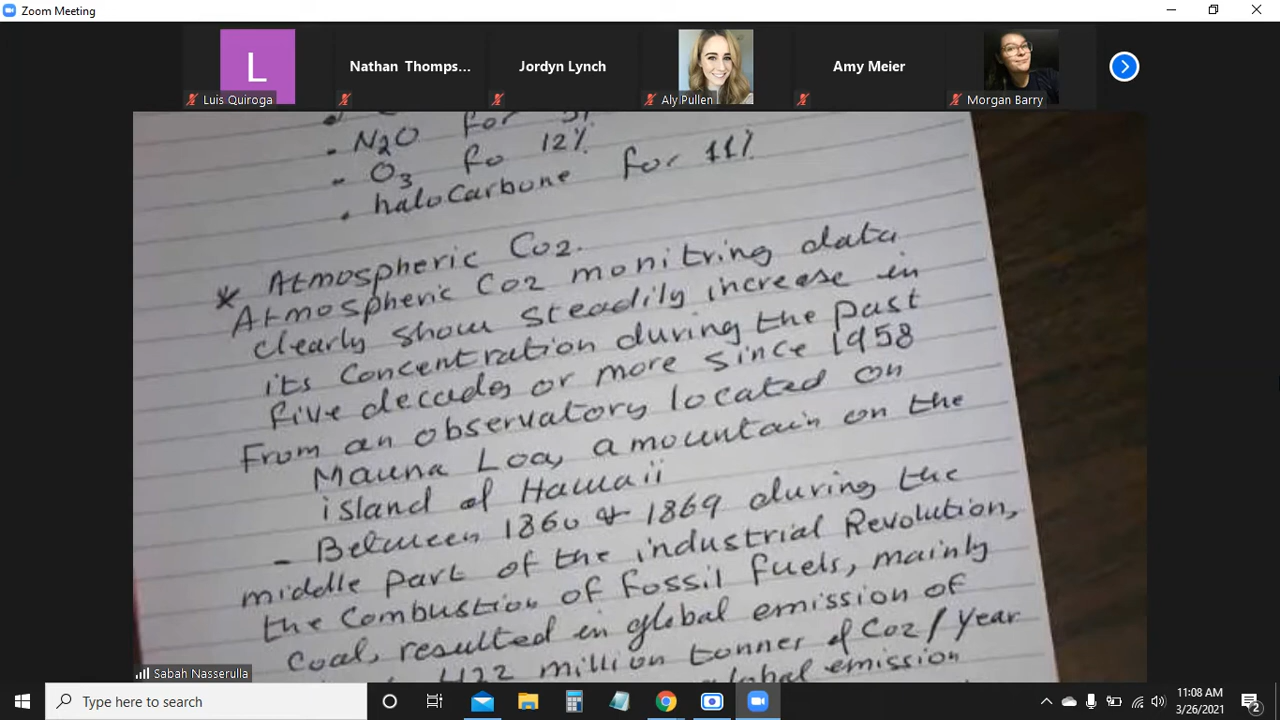 Zoom Meeting
L
Luis Quiroga
Nathan Thomps...
Jordyn Lynch
Aly Pullen
Amy Meier
Morgan Barry
• N2O for
- O3 fo 12%
• halocarbone for 11%
* Atmospheric Co2.
Atmospheric Co2 monitring data
clearly show steadily increase in
its concentration during the past
five decades or more since 1958
From an observatory located on
Mauna Loa, a mountain on the
island of Hawaii
- Between 1860 & 1869 during the
middle part of the industrial Revolution,
the combustion of fossil fuels, mainly
coal, resulted in global emission of
422 million tonner of Co2 / year
global emission
Sabah Nasserulla
Type here to search
11:08 AM
3/26/2021
2